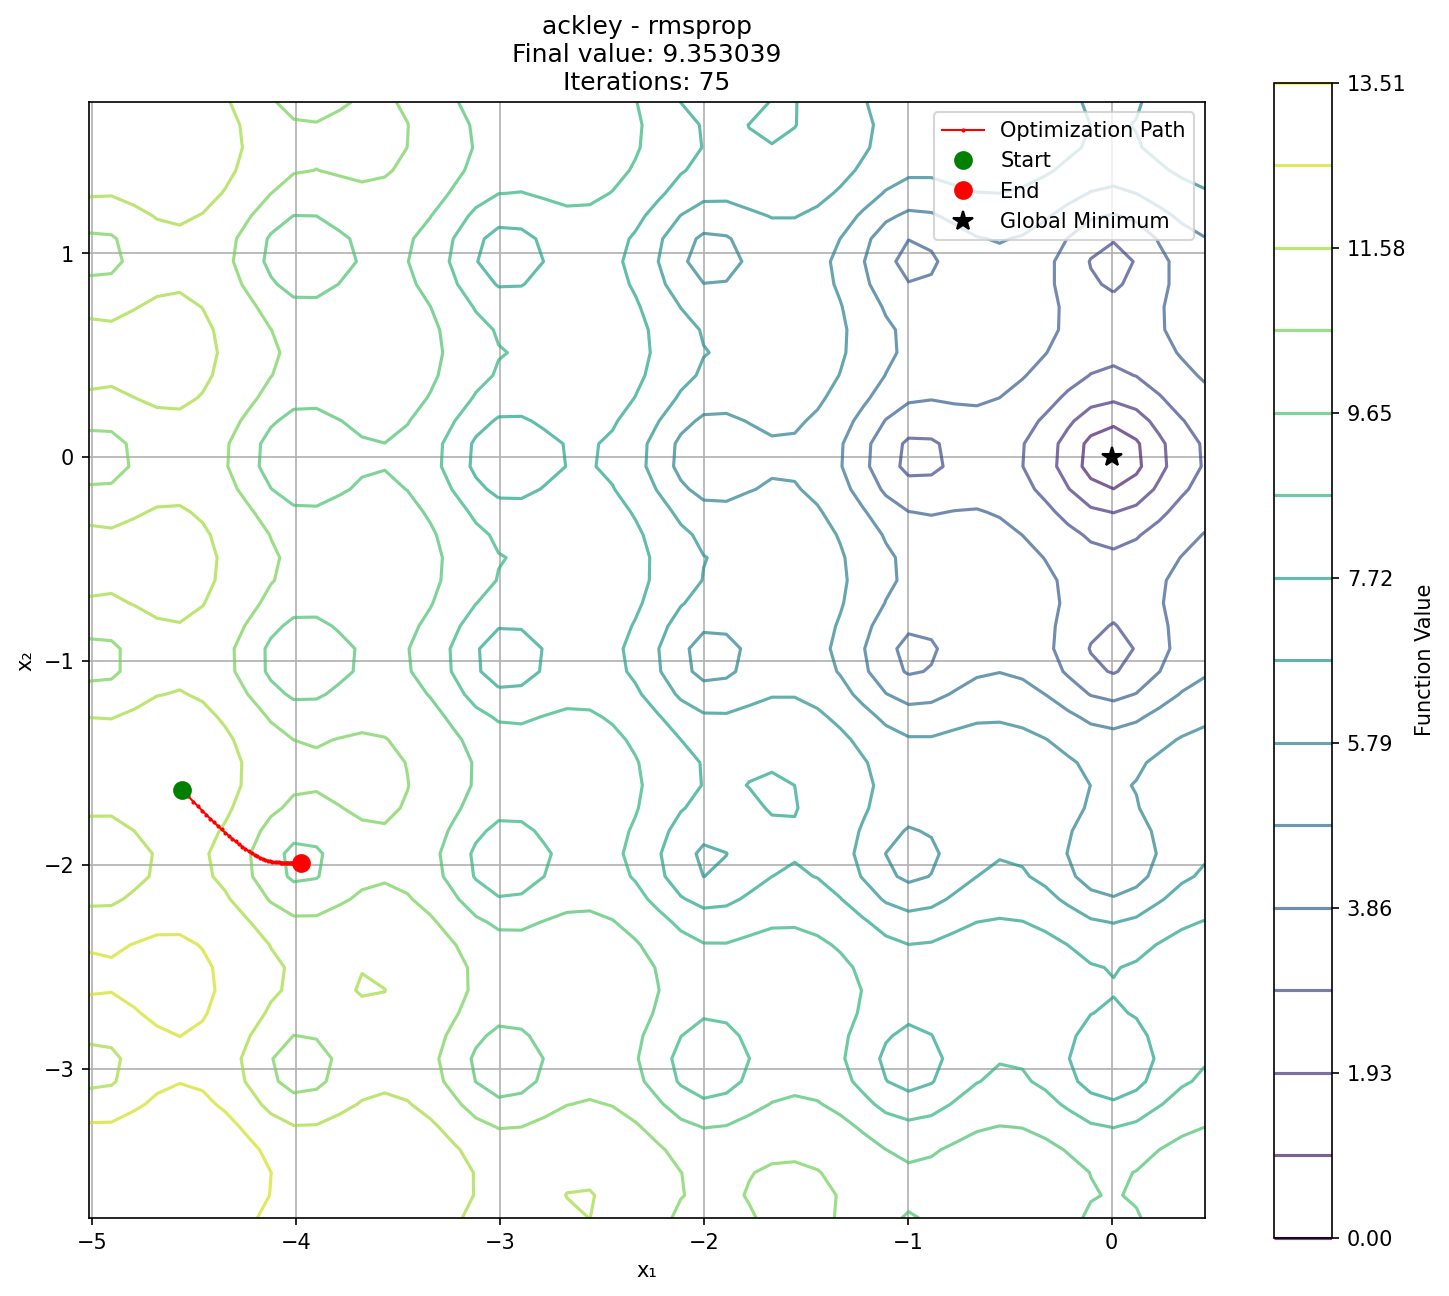 ackley - rmsprop
Final value: 9.353039
Iterations: 75
Optimization Path
Start
End
Global Minimum
1
0
−1
−2
−3
x₂
−5
−4
−3
−2
−1
0
x₁
13.51
11.58
9.65
7.72
5.79
3.86
1.93
0.00
Function Value